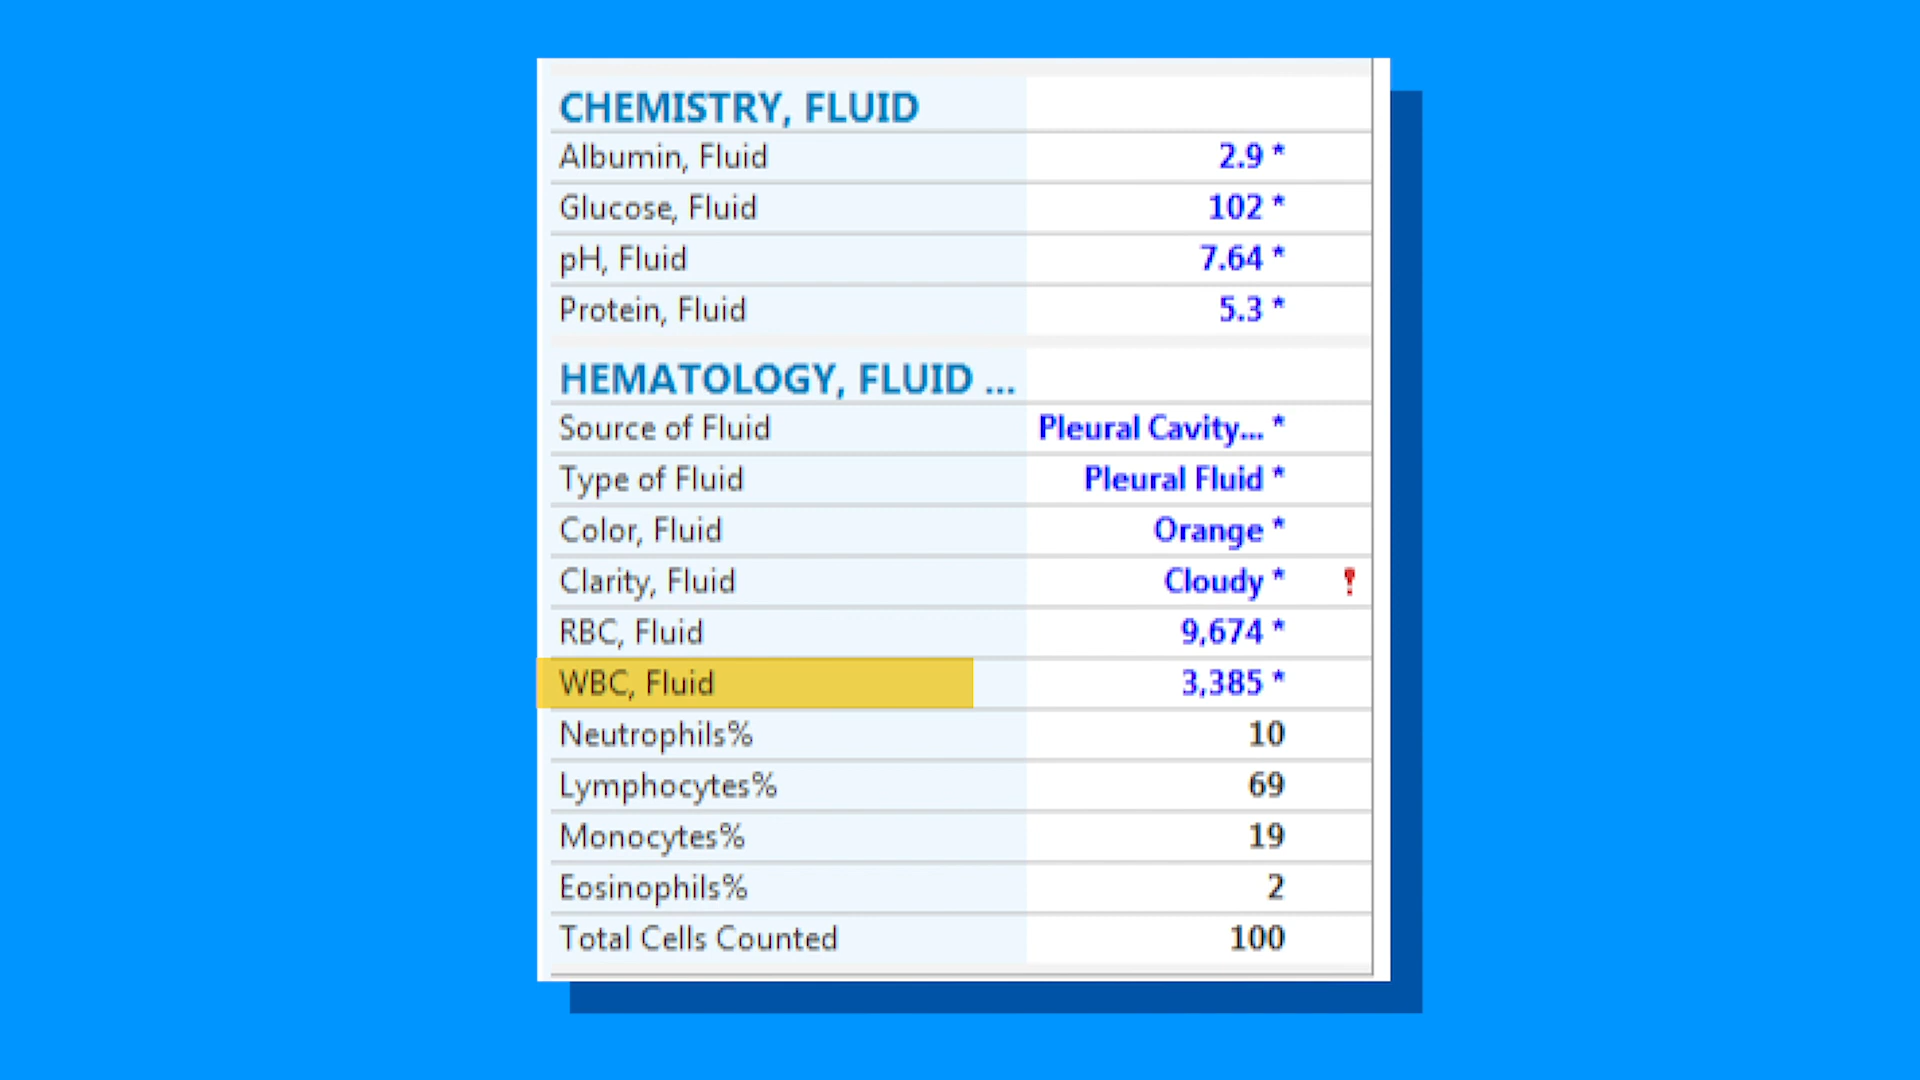 CHEMISTRY, FLUID
Albumin, Fluid 2.9 *
Glucose, Fluid 102 *
pH, Fluid 7.64 *
Protein, Fluid 5.3 *
HEMATOLOGY, FLUID ...
Source of Fluid Pleural Cavity... *
Type of Fluid Pleural Fluid *
Color, Fluid Orange *
Clarity, Fluid Cloudy * !
RBC, Fluid 9,674 *
WBC, Fluid 3,385 *
Neutrophils% 10
Lymphocytes% 69
Monocytes% 19
Eosinophils% 2
Total Cells Counted 100